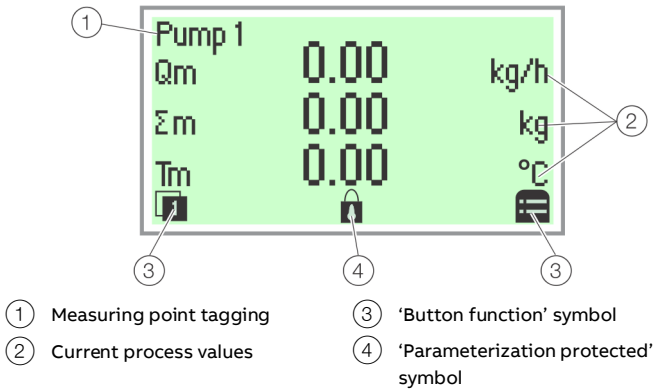 1
Pump 1
Qm 0.00 kg/h
Σm 0.00 kg
Tm 0.00 °C
2
1
3 4 3
1 Measuring point tagging
2 Current process values
3 ‘Button function’ symbol
4 ‘Parameterization protected’
symbol